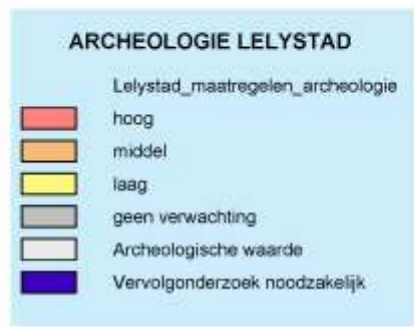 ARCHEOLOGIE LELYSTAD
Lelystad_maatregelen_archeologie
hoog
middel
laag
geen verwachting
Archeologische waarde
Vervolgonderzoek noodzakelijk